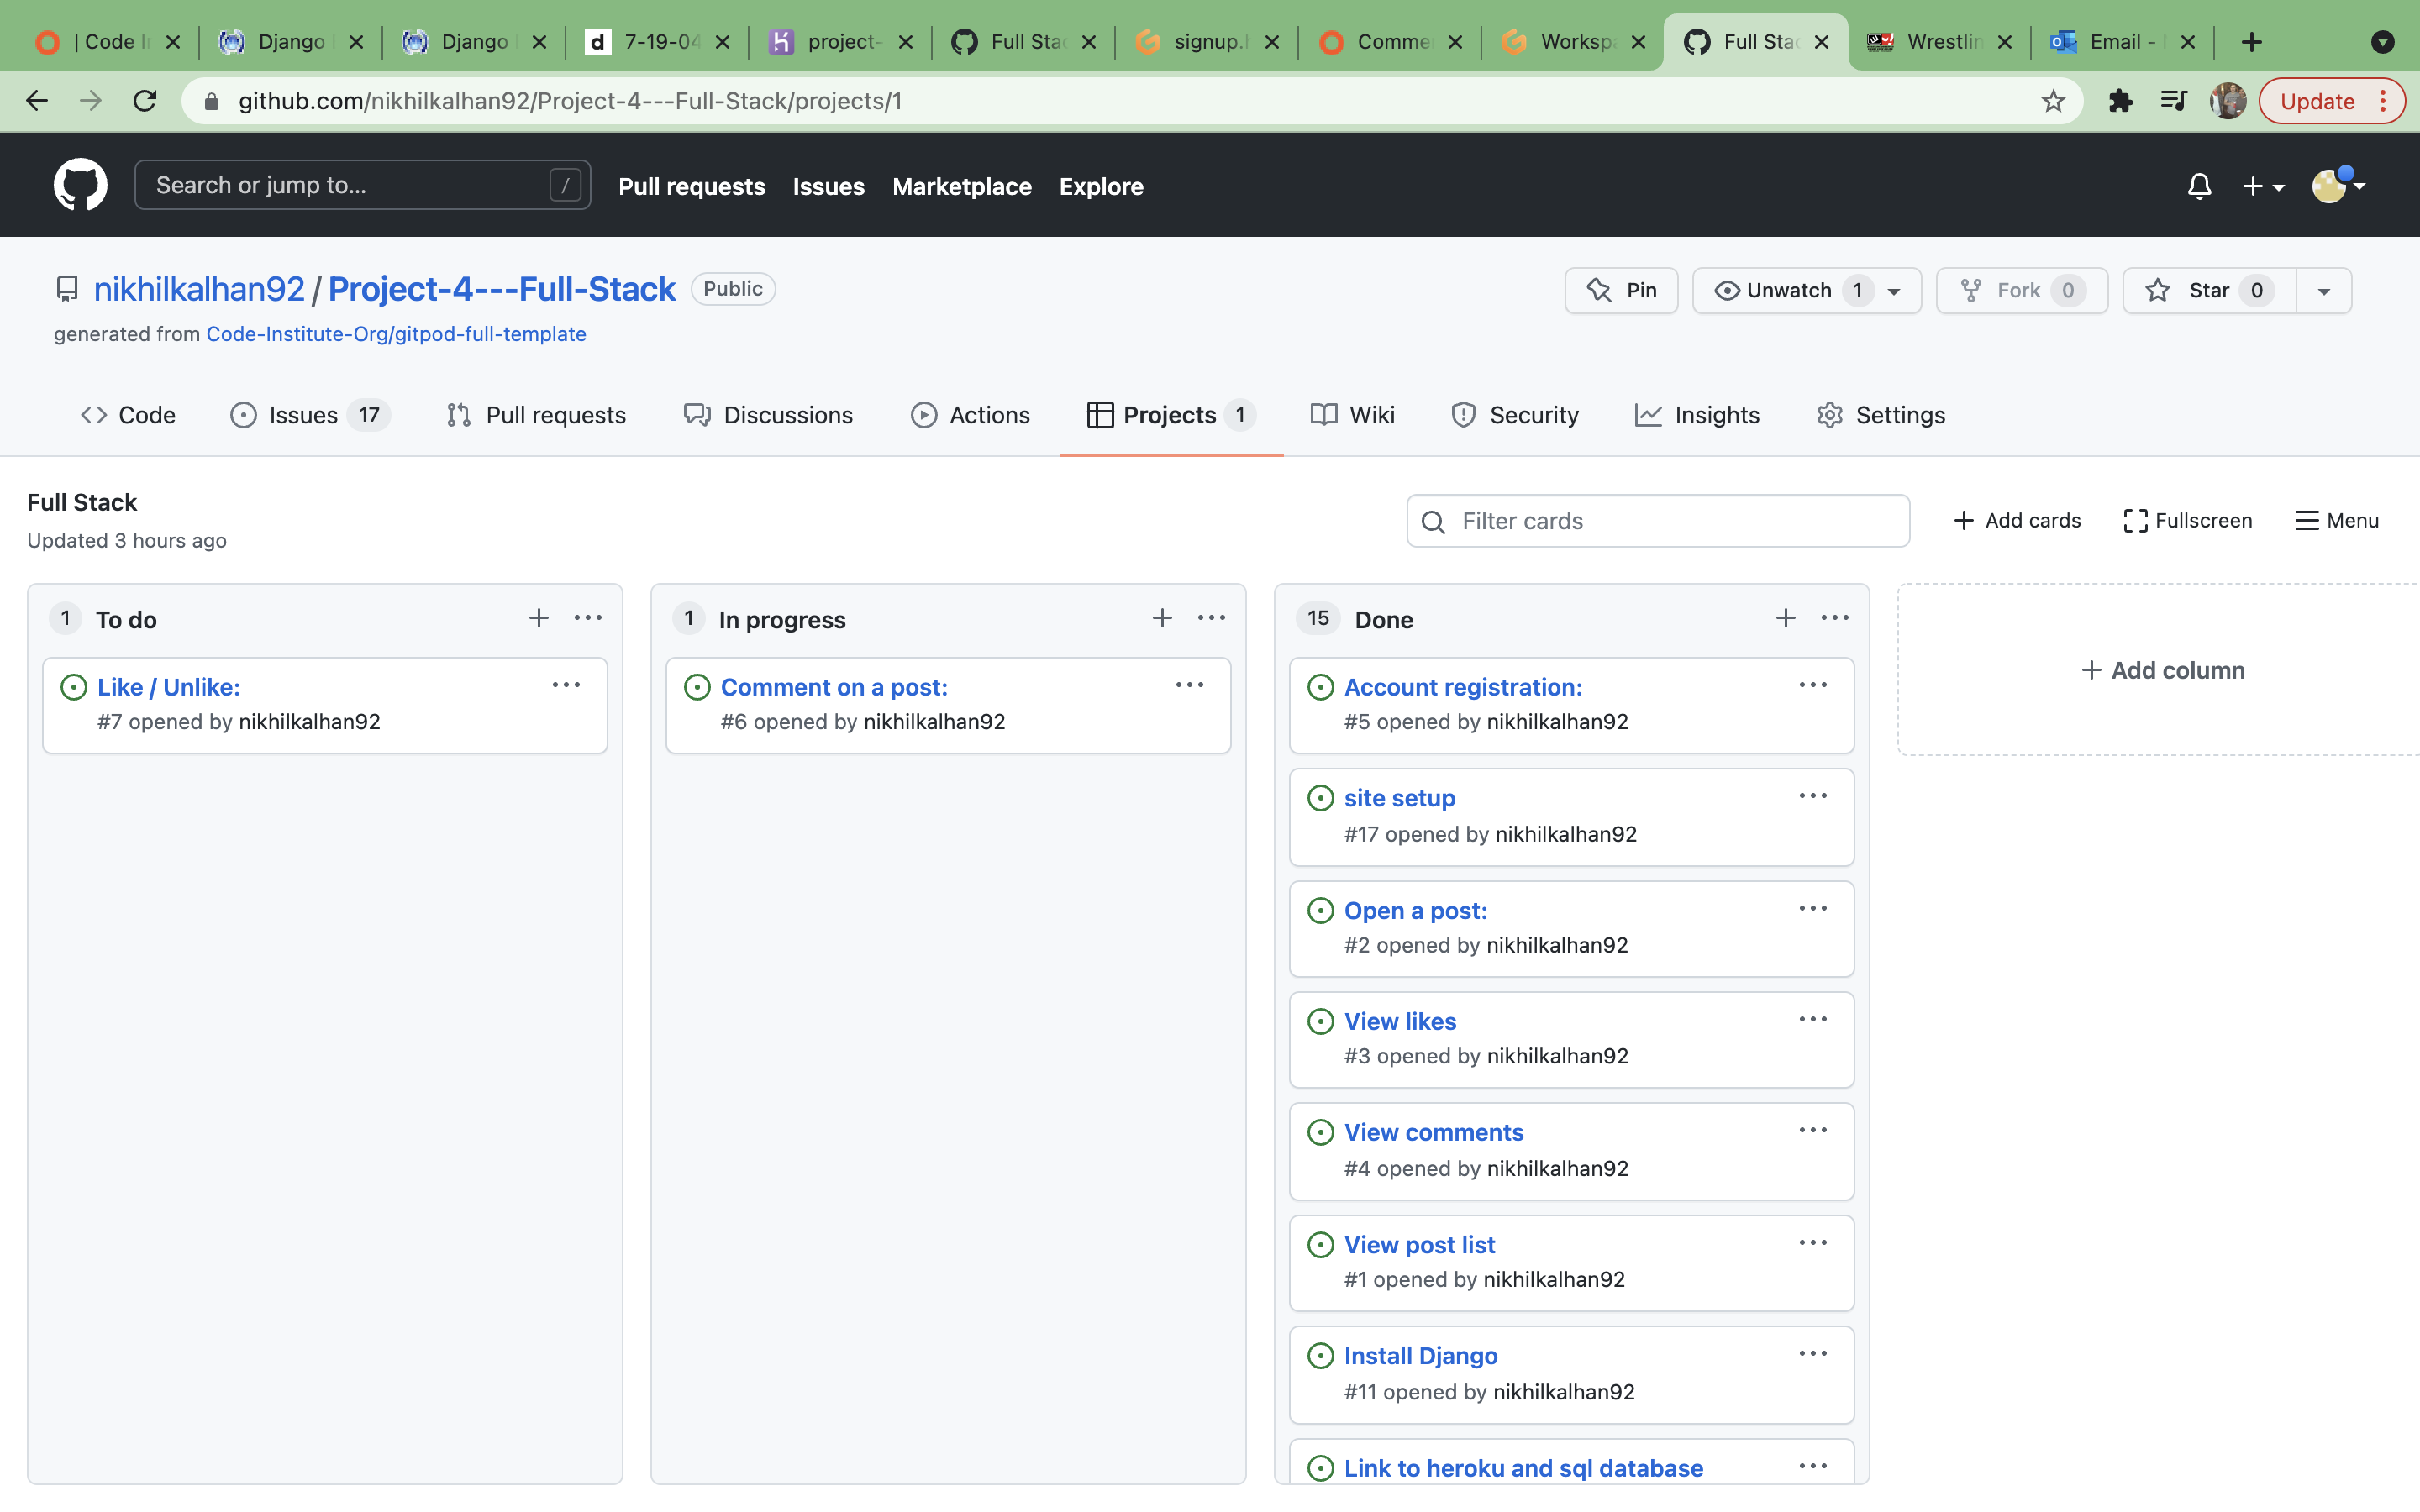 | Code I
Django
Django
7-19-04
project-
Full Stac
signup.h
Comme
Workspa
Full Stac
Wrestlin
Email -
github.com/nikhilkalhan92/Project-4---Full-Stack/projects/1
Update
Search or jump to...
/
Pull requests
Issues
Marketplace
Explore
nikhilkalhan92 / Project-4---Full-Stack
Public
Pin
Unwatch 1
Fork 0
Star 0
generated from Code-Institute-Org/gitpod-full-template
Code
Issues 17
Pull requests
Discussions
Actions
Projects 1
Wiki
Security
Insights
Settings
Full Stack
Updated 3 hours ago
Filter cards
Add cards
Fullscreen
Menu
1 To do
Like / Unlike:
#7 opened by nikhilkalhan92
1 In progress
Comment on a post:
#6 opened by nikhilkalhan92
15 Done
Account registration:
#5 opened by nikhilkalhan92
site setup
#17 opened by nikhilkalhan92
Open a post:
#2 opened by nikhilkalhan92
View likes
#3 opened by nikhilkalhan92
View comments
#4 opened by nikhilkalhan92
View post list
#1 opened by nikhilkalhan92
Install Django
#11 opened by nikhilkalhan92
Link to heroku and sql database
+ Add column